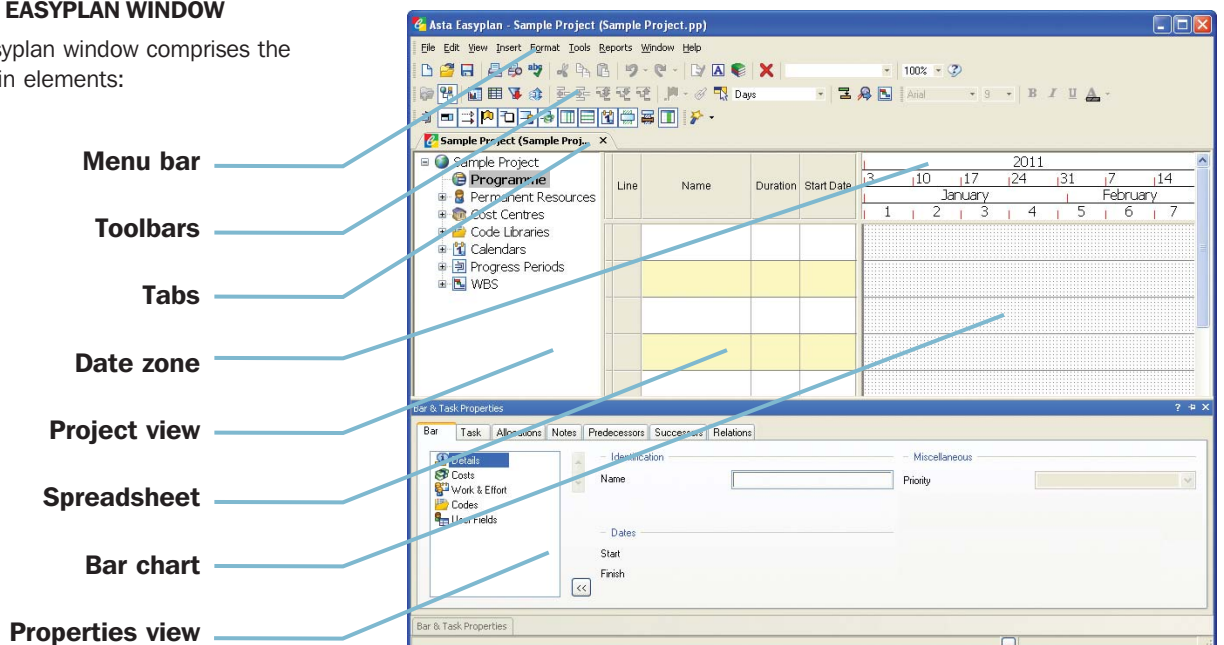 EASYPLAN WINDOW
syplan window comprises the
in elements:
Menu bar
Toolbars
Tabs
Date zone
Project view
Spreadsheet
Bar chart
Properties view
Asta Easyplan - Sample Project (Sample Project.pp)
File Edit View Insert Format Tools Reports Window Help
100%
Days
Arial 9 B I U A
Sample Project (Sample Proj... X
Sample Project
Programme
Permanent Resources
Cost Centres
Code Libraries
Calendars
Progress Periods
WBS
Line Name Duration Start Date
2011
3 10 17 24 31 7 14
January February
1 2 3 4 5 6 7
Bar & Task Properties
Bar Task Allocations Notes Predecessors Successors Relations
Details
Costs
Work & Effort
Codes
User Fields
Identification
Name
Miscellaneous
Priority
Dates
Start
Finish
<<
Bar & Task Properties